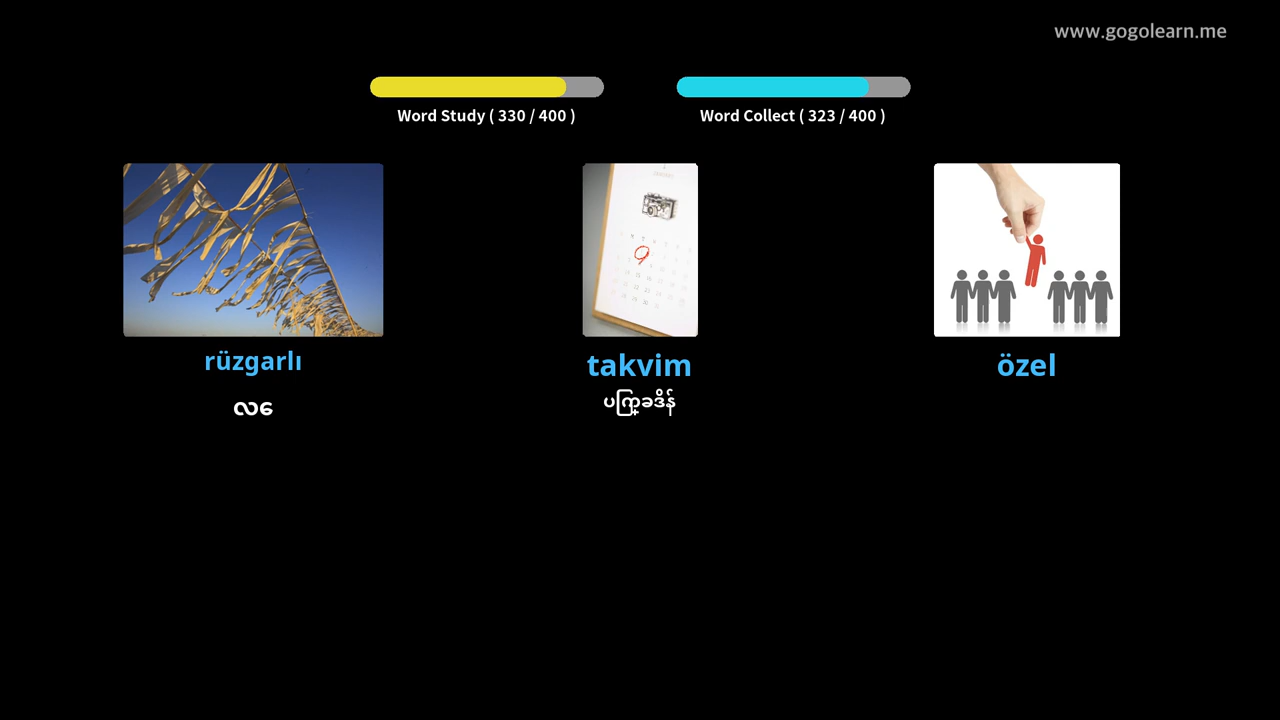 www.gogolearn.me
Word Study ( 330 / 400 )
Word Collect ( 323 / 400 )
rüzgarlı
takvim
özel
လေ
ပက္ခဒိန်
9